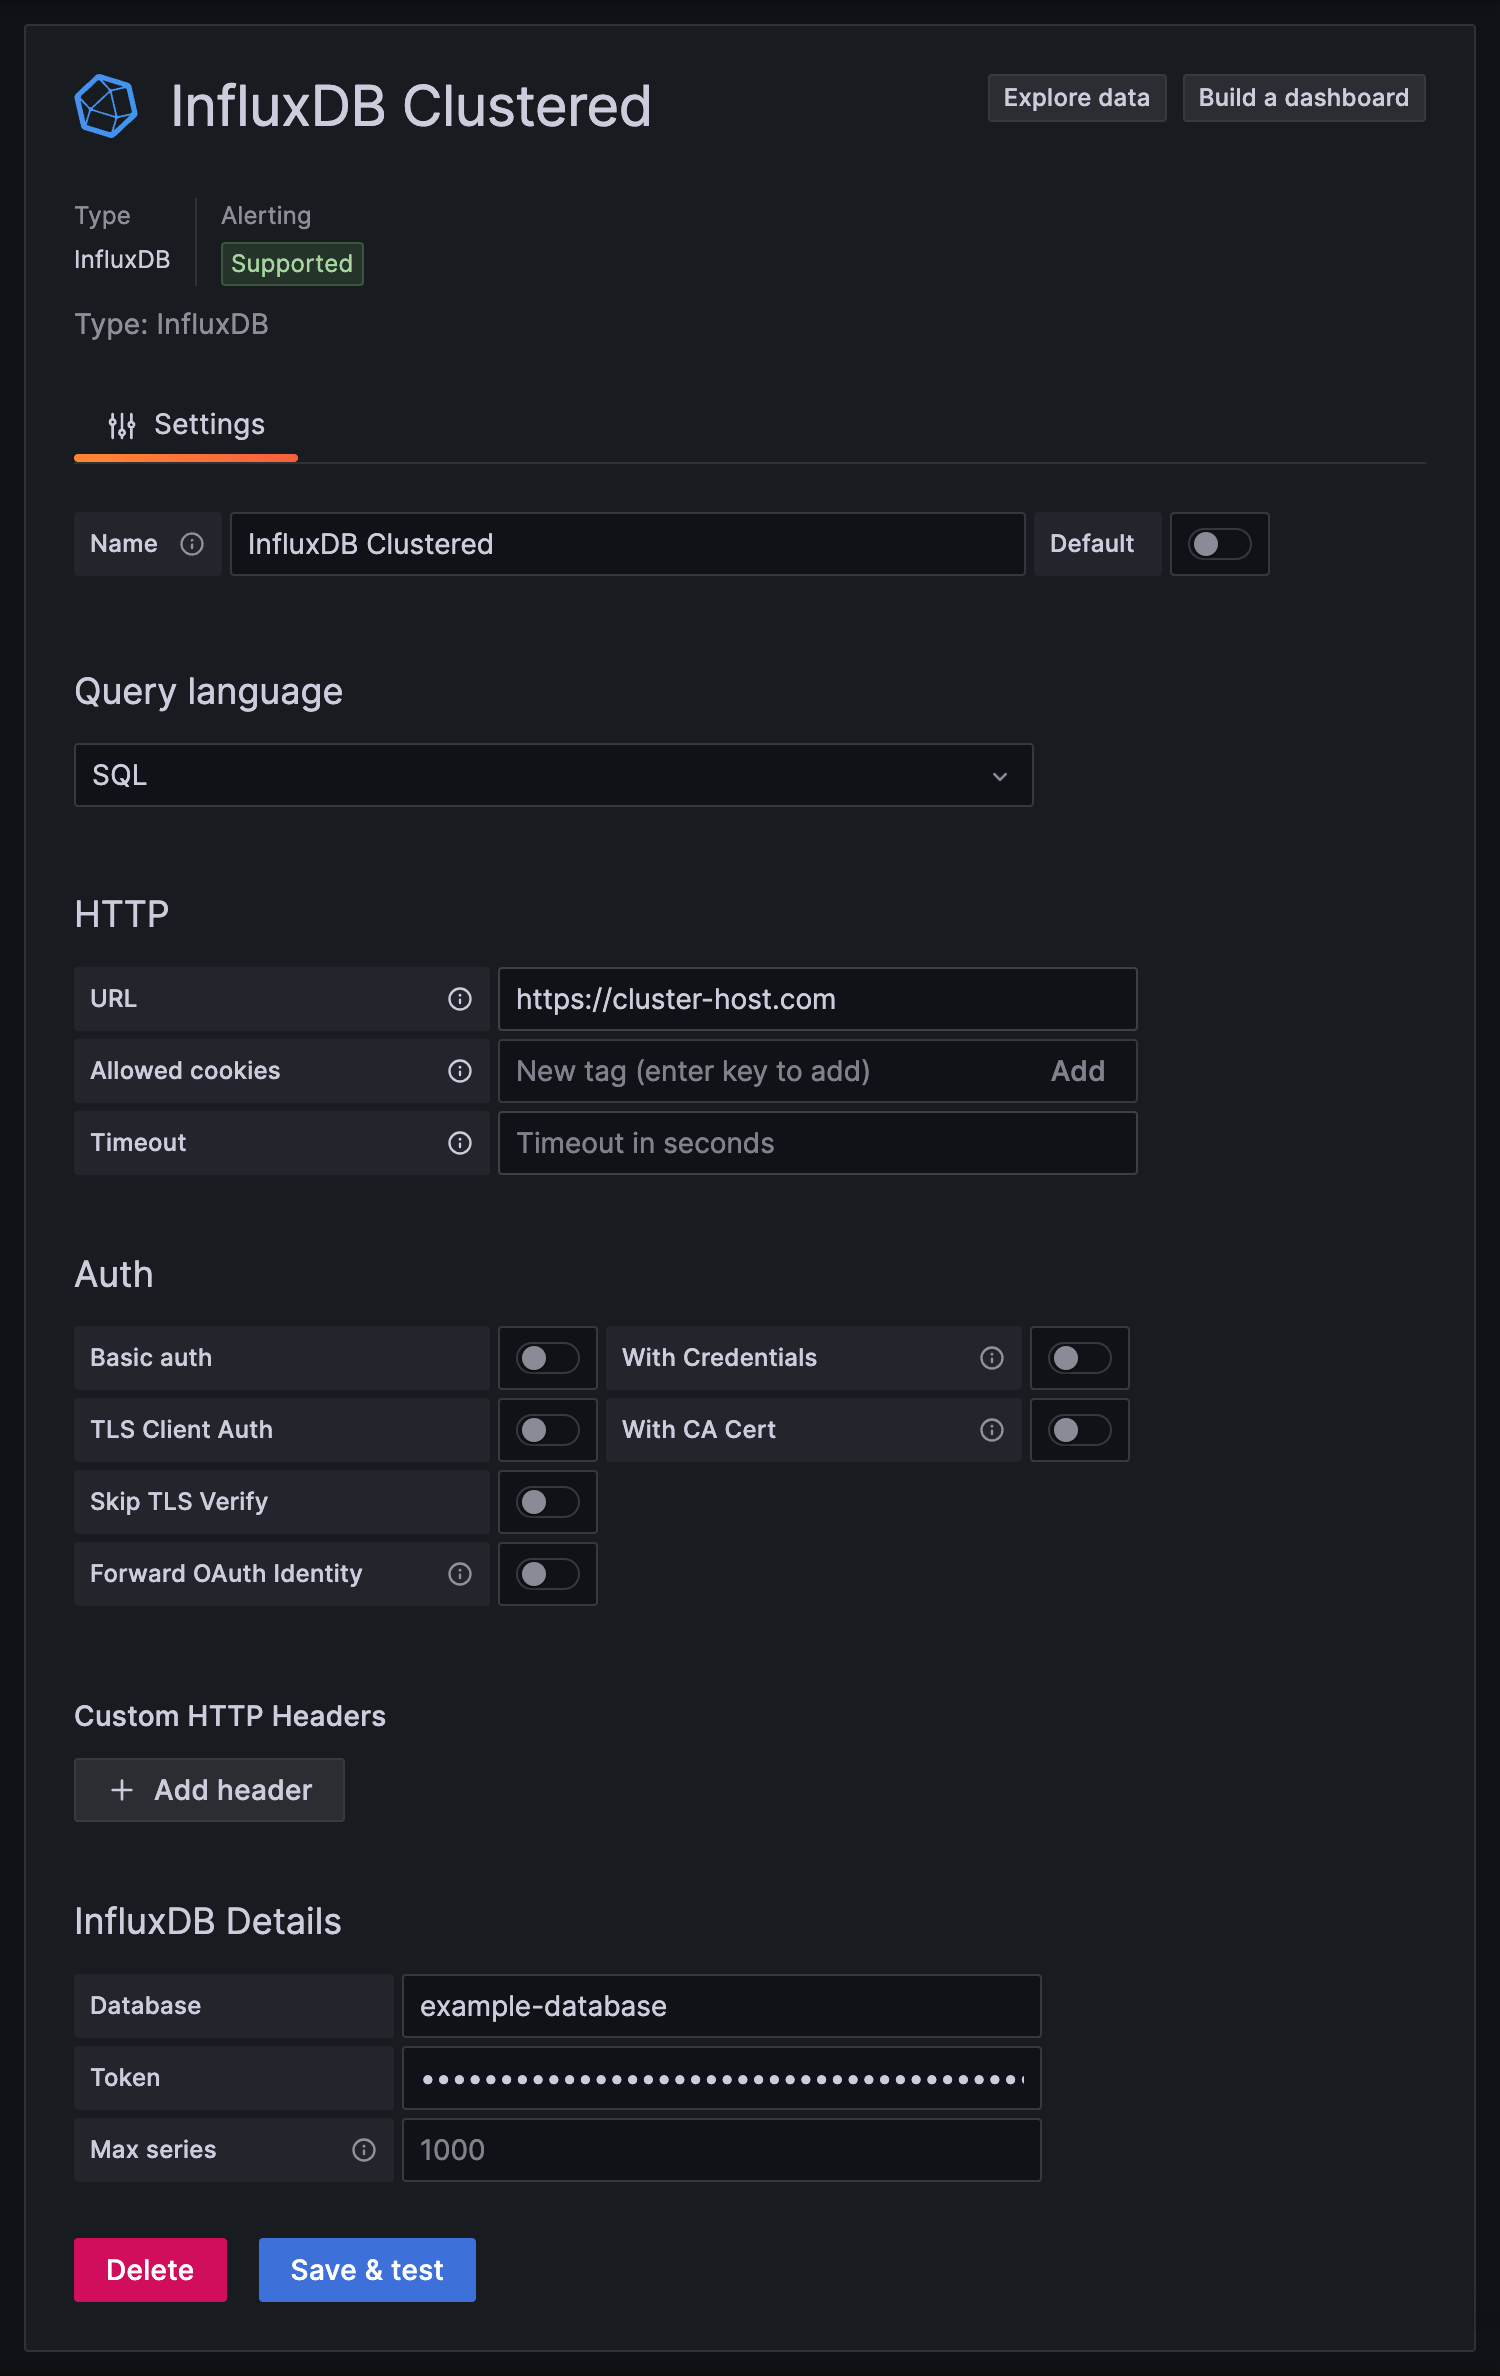 InfluxDB Clustered
Explore data
Build a dashboard
Type
Alerting
InfluxDB
Supported
Type: InfluxDB
Settings
Name
InfluxDB Clustered
Default
Query language
SQL
HTTP
URL
https://cluster-host.com
Allowed cookies
New tag (enter key to add)
Add
Timeout
Timeout in seconds
Auth
Basic auth
With Credentials
TLS Client Auth
With CA Cert
Skip TLS Verify
Forward OAuth Identity
Custom HTTP Headers
Add header
InfluxDB Details
Database
example-database
Token
Max series
1000
Delete
Save & test